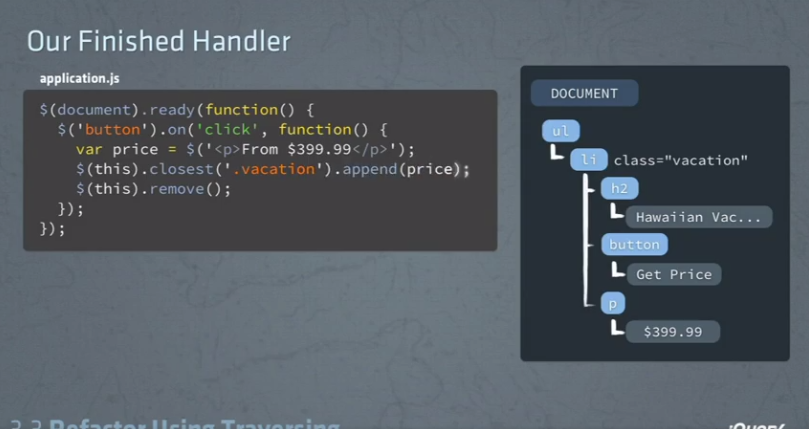 Our Finished Handler
application.js
$(document).ready(function() {
  $('button').on('click', function() {
    var price = $('<p>From $399.99</p>');
    $(this).closest('.vacation').append(price);
    $(this).remove();
  });
});
DOCUMENT
ul
li class="vacation"
h2
Hawaiian Vac...
button
Get Price
p
$399.99
3.3 Refactor Using Traversing